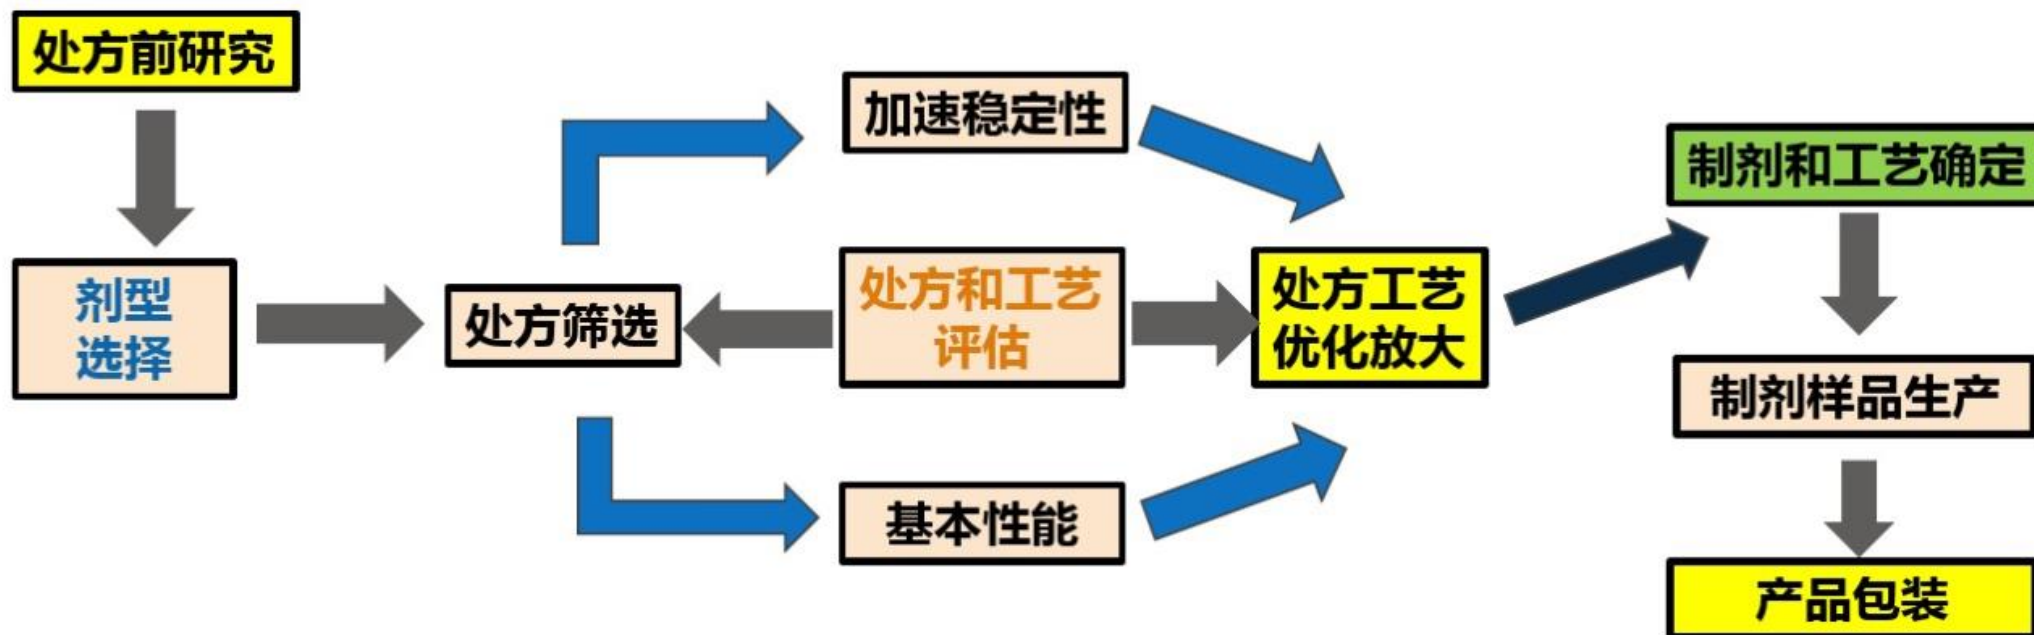 处方前研究
剂型
选择
处方筛选
加速稳定性
处方和工艺
评估
基本性能
处方工艺
优化放大
制剂和工艺确定
制剂样品生产
产品包装